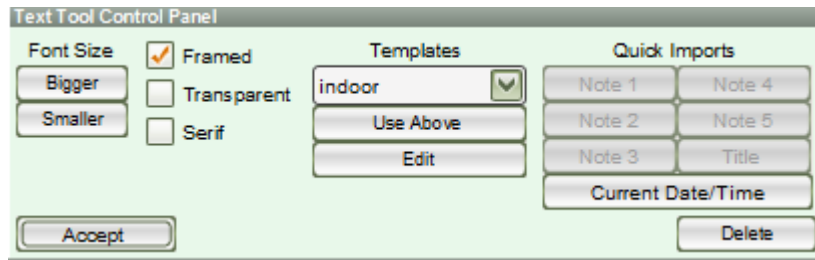 Text Tool Control Panel
Font Size
Bigger
Smaller
Framed
Transparent
Serif
Templates
indoor
Use Above
Edit
Quick Imports
Note 1 Note 4
Note 2 Note 5
Note 3 Title
Current Date/Time
Accept
Delete